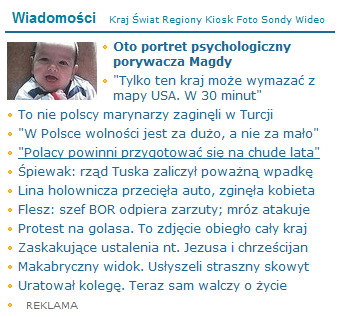 Wiadomości Kraj Świat Regiony Kiosk Foto Sondy Wideo
Oto portret psychologiczny
porywacza Magdy
"Tylko ten kraj może wymazać z
mapy USA. W 30 minut"
To nie polscy marynarzy zaginęli w Turcji
"W Polsce wolności jest za dużo, a nie za mało"
"Polacy powinni przygotować się na chude lata"
Śpiewak: rząd Tuska zaliczył poważną wpadkę
Lina holownicza przecięła auto, zginęła kobieta
Flesz: szef BOR odpiera zarzuty; mróz atakuje
Protest na golasa. To zdjęcie obiegło cały kraj
Zaskakujące ustalenia nt. Jezusa i chrześcijan
Makabryczny widok. Usłyszeli straszny skowyt
Uratował kolegę. Teraz sam walczy o życie
REKLAMA